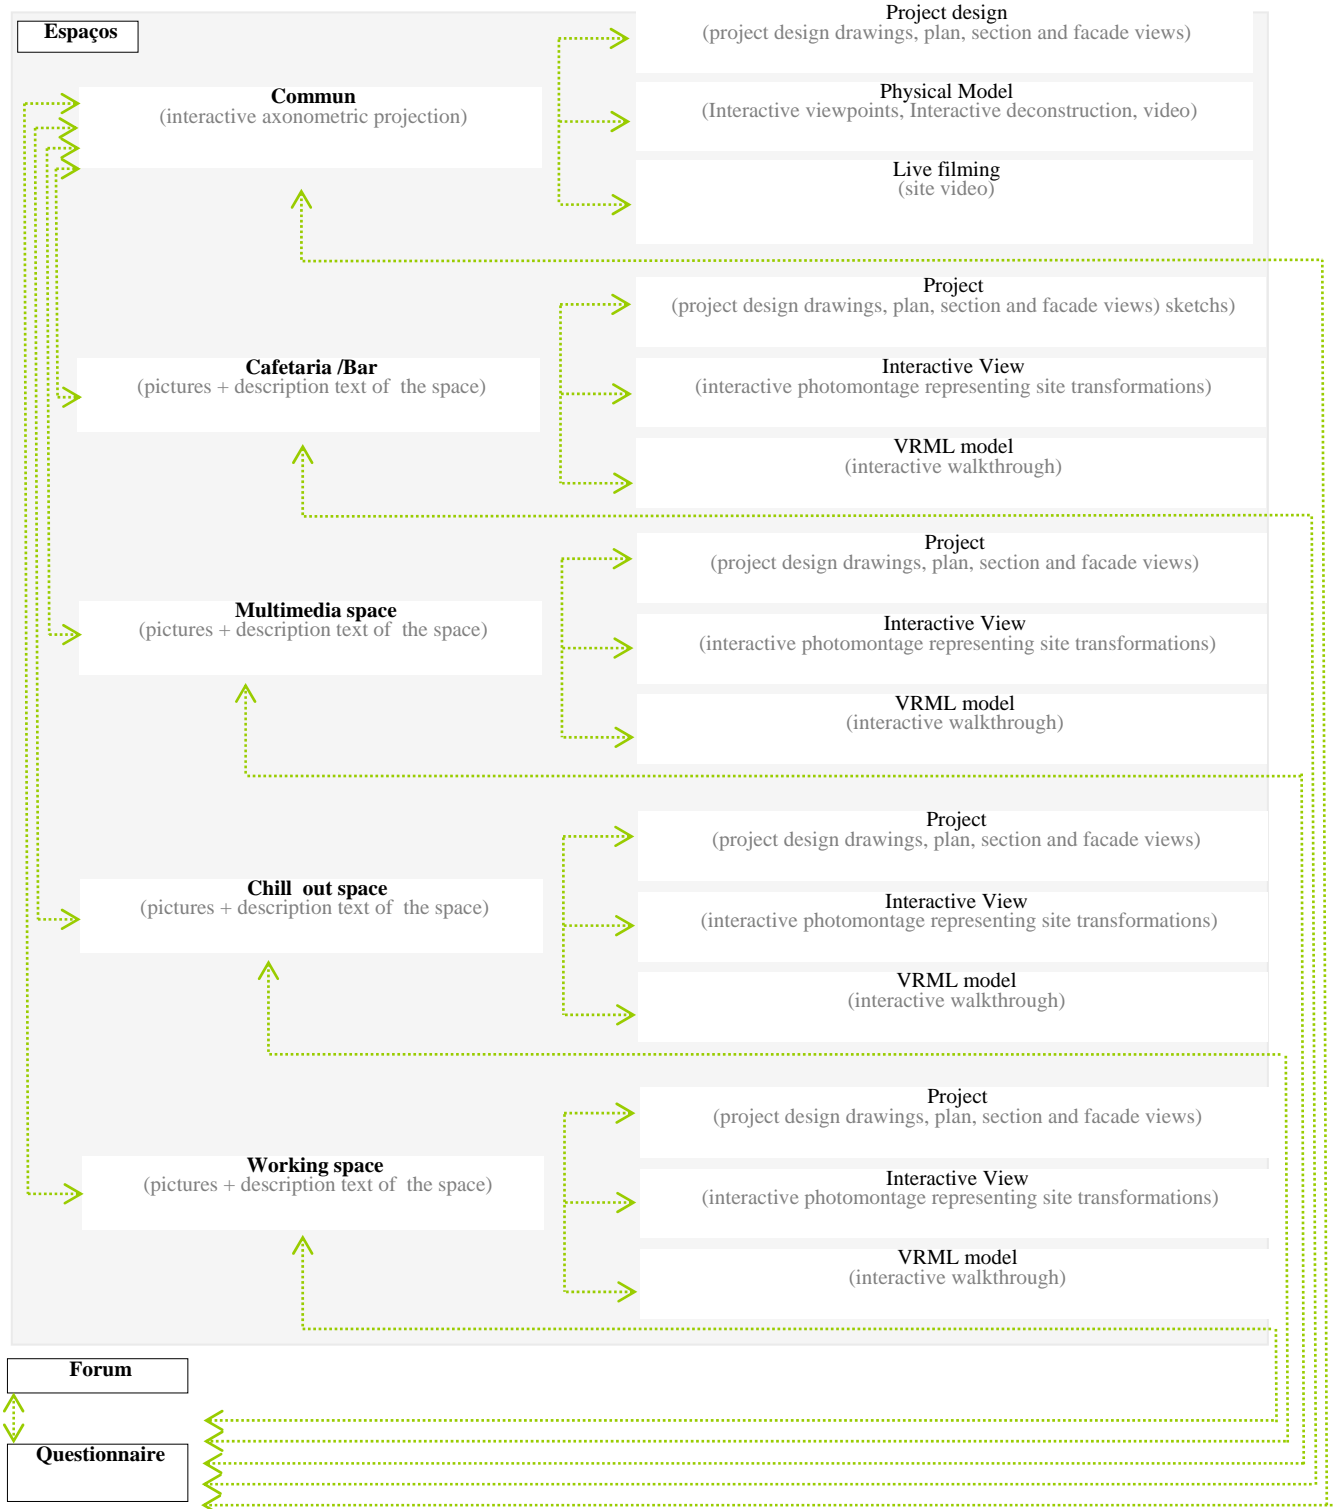 Espaços
Project design
(project design drawings, plan, section and facade views)
Commun
(interactive axonometric projection)
Physical Model
(Interactive viewpoints, Interactive deconstruction, video)
Live filming
(site video)
Project
(project design drawings, plan, section and facade views) sketchs)
Cafetaria /Bar
(pictures + description text of  the space)
Interactive View
(interactive photomontage representing site transformations)
VRML model
(interactive walkthrough)
Project
(project design drawings, plan, section and facade views)
Multimedia space
(pictures + description text of  the space)
Interactive View
(interactive photomontage representing site transformations)
VRML model
(interactive walkthrough)
Project
(project design drawings, plan, section and facade views)
Chill  out space
(pictures + description text of  the space)
Interactive View
(interactive photomontage representing site transformations)
VRML model
(interactive walkthrough)
Project
(project design drawings, plan, section and facade views)
Working space
(pictures + description text of  the space)
Interactive View
(interactive photomontage representing site transformations)
VRML model
(interactive walkthrough)
Forum
Questionnaire